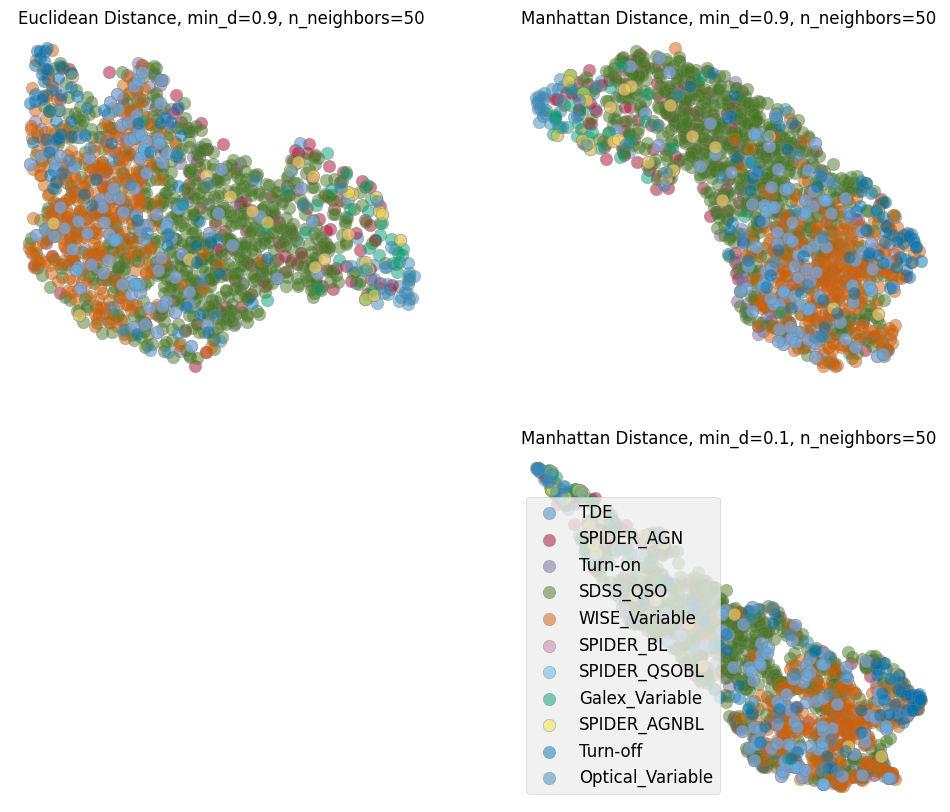 Euclidean Distance, min_d=0.9, n_neighbors=50
Manhattan Distance, min_d=0.9, n_neighbors=50
Manhattan Distance, min_d=0.1, n_neighbors=50
TDE
SPIDER_AGN
Turn-on
SDSS_QSO
WISE_Variable
SPIDER_BL
SPIDER_QSOBL
Galex_Variable
SPIDER_AGNBL
Turn-off
Optical_Variable